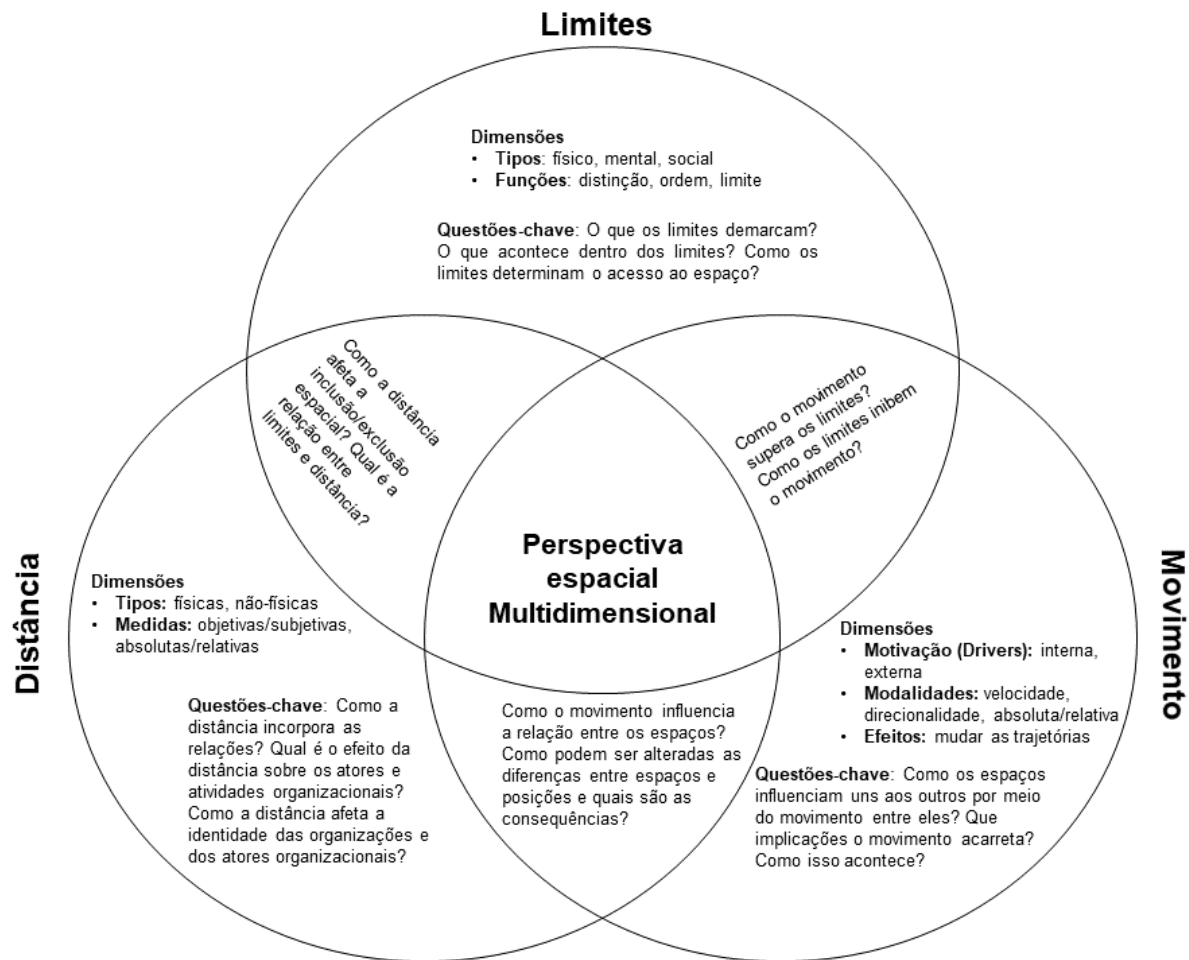 Limites
Dimensões
• Tipos: físico, mental, social
• Funções: distinção, ordem, limite
Questões-chave: O que os limites demarcam?
O que acontece dentro dos limites? Como os
limites determinam o acesso ao espaço?
Como a distância
afeta a
inclusão/exclusão
espacial? Qual é a
relação entre
limites e distância?
Como o movimento
supera os limites?
Como os limites inibem
o movimento?
Perspectiva
espacial
Multidimensional
Distância
Dimensões
• Tipos: físicas, não-físicas
• Medidas: objetivas/subjetivas,
absolutas/relativas
Questões-chave: Como a
distância incorpora as
relações? Qual é o efeito da
distância sobre os atores e
atividades organizacionais?
Como a distância afeta a
identidade das organizações e
dos atores organizacionais?
Como o movimento influencia
a relação entre os espaços?
Como podem ser alteradas as
diferenças entre espaços e
posições e quais são as
consequências?
Movimento
Dimensões
• Motivação (Drivers): interna,
externa
• Modalidades: velocidade,
direcionalidade, absoluta/relativa
• Efeitos: mudar as trajetórias
Questões-chave: Como os espaços
influenciam uns aos outros por meio
do movimento entre eles? Que
implicações o movimento acarreta?
Como isso acontece?